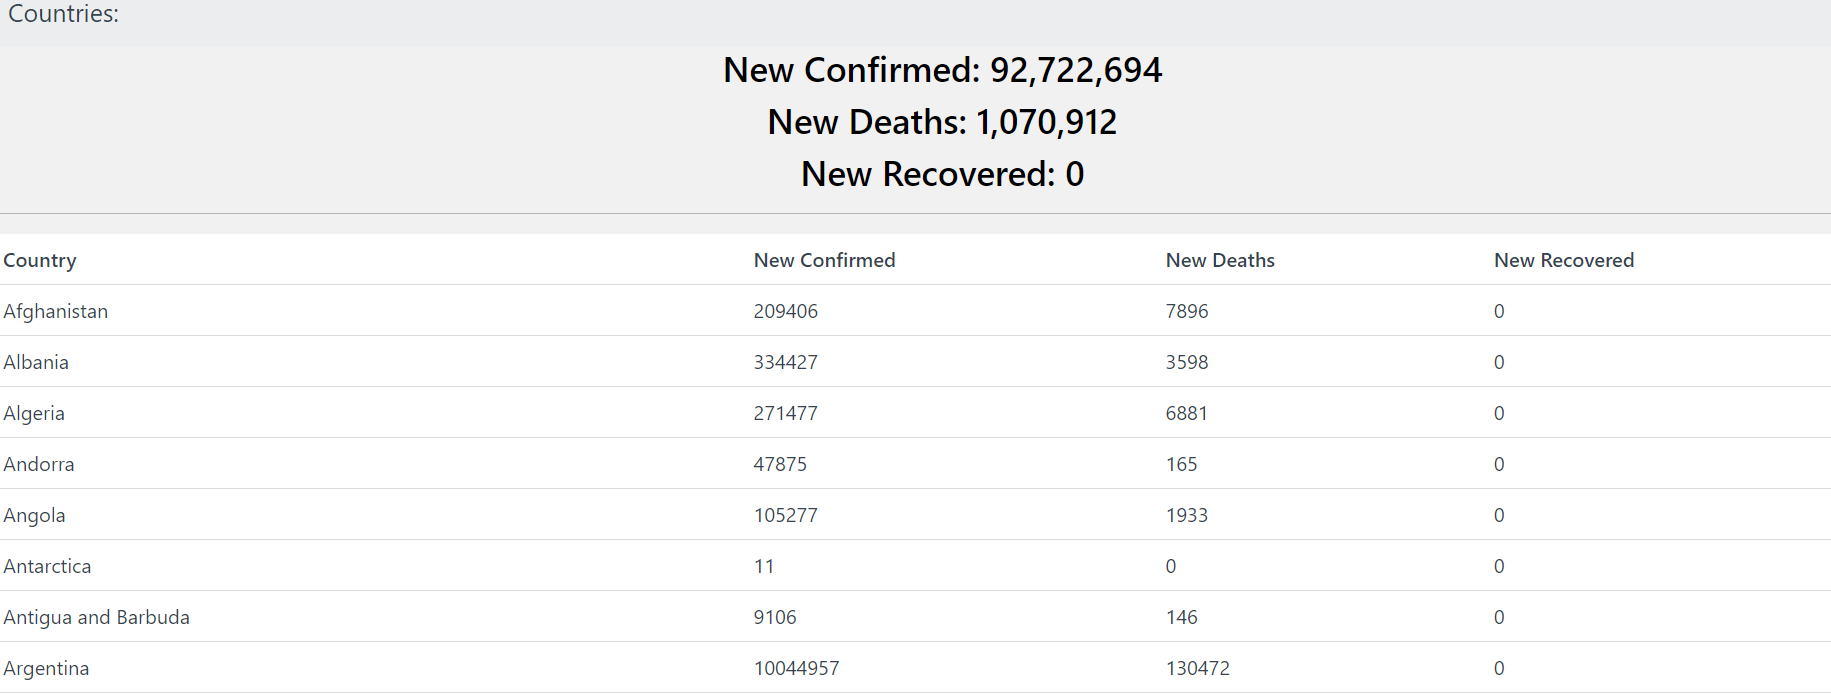 Countries:
New Confirmed: 92,722,694
New Deaths: 1,070,912
New Recovered: 0
Country New Confirmed New Deaths New Recovered
Afghanistan 209406 7896 0
Albania 334427 3598 0
Algeria 271477 6881 0
Andorra 47875 165 0
Angola 105277 1933 0
Antarctica 11 0 0
Antigua and Barbuda 9106 146 0
Argentina 10044957 130472 0